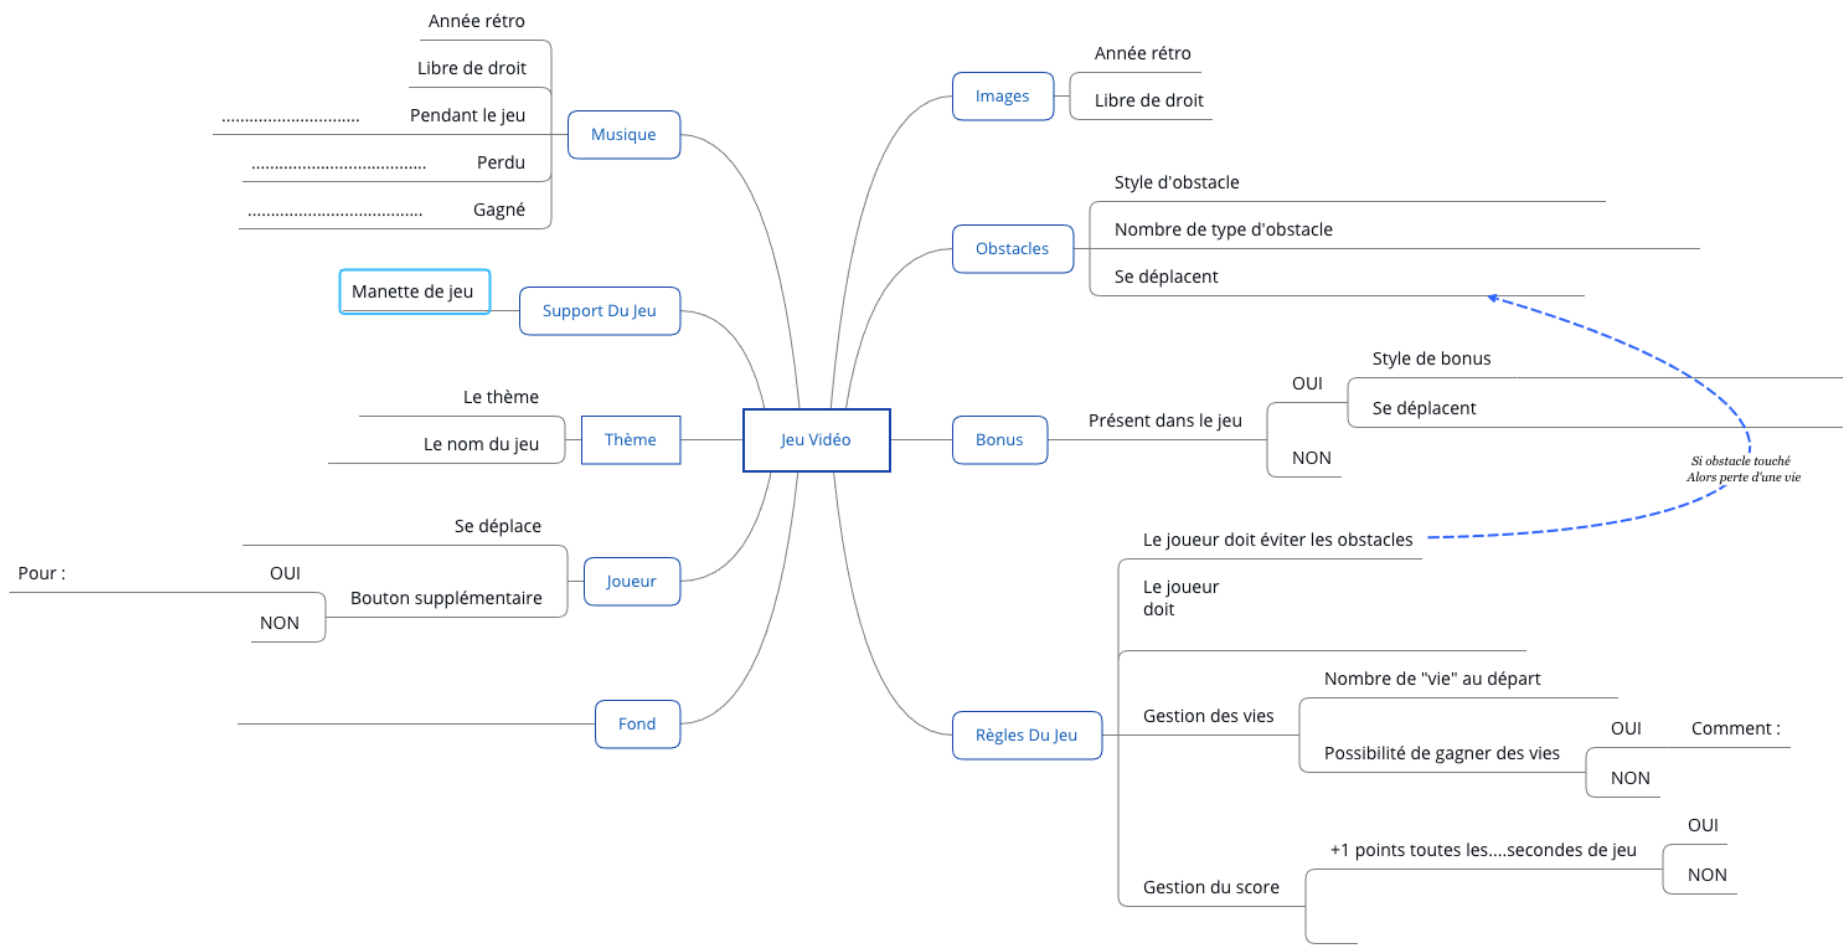 Année rétro
Libre de droit
.............................. Pendant le jeu
...................................... Perdu
...................................... Gagné
Musique
Manette de jeu
Support Du Jeu
Le thème
Le nom du jeu
Thème
Se déplace
Pour :
OUI
NON
Bouton supplémentaire
Joueur
Fond
Jeu Vidéo
Images
Année rétro
Libre de droit
Obstacles
Style d'obstacle
Nombre de type d'obstacle
Se déplacent
Bonus
Présent dans le jeu
OUI
Style de bonus
Se déplacent
NON
Si obstacle touché
Alors perte d'une vie
Règles Du Jeu
Le joueur doit éviter les obstacles
Le joueur
doit
Gestion des vies
Nombre de "vie" au départ
Possibilité de gagner des vies
OUI
Comment :
NON
Gestion du score
+1 points toutes les....secondes de jeu
OUI
NON